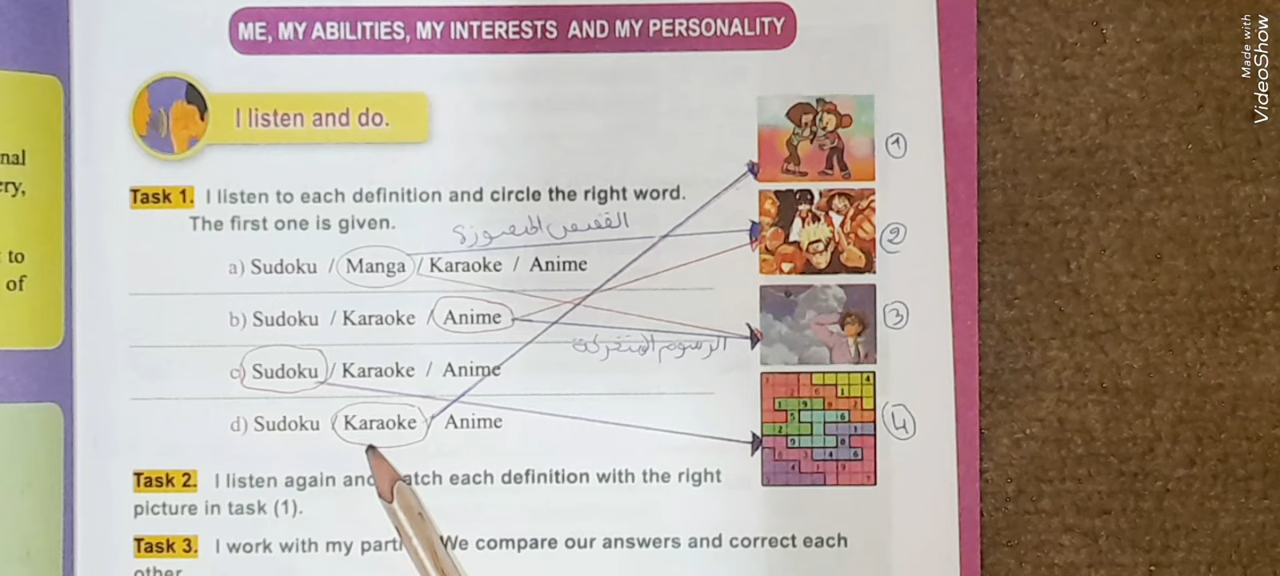 ME, MY ABILITIES, MY INTERESTS AND MY PERSONALITY
I listen and do.
Task 1. I listen to each definition and circle the right word.
The first one is given.
القصص المصورة
a) Sudoku / Manga / Karaoke / Anime
b) Sudoku / Karaoke / Anime
الرسوم المتحركة
c) Sudoku / Karaoke / Anime
d) Sudoku / Karaoke / Anime
Task 2. I listen again and match each definition with the right
picture in task (1).
Task 3. I work with my We compare our answers and correct each
other
1
2
3
4
nal
ery,
to
of
Made with
VideoShow